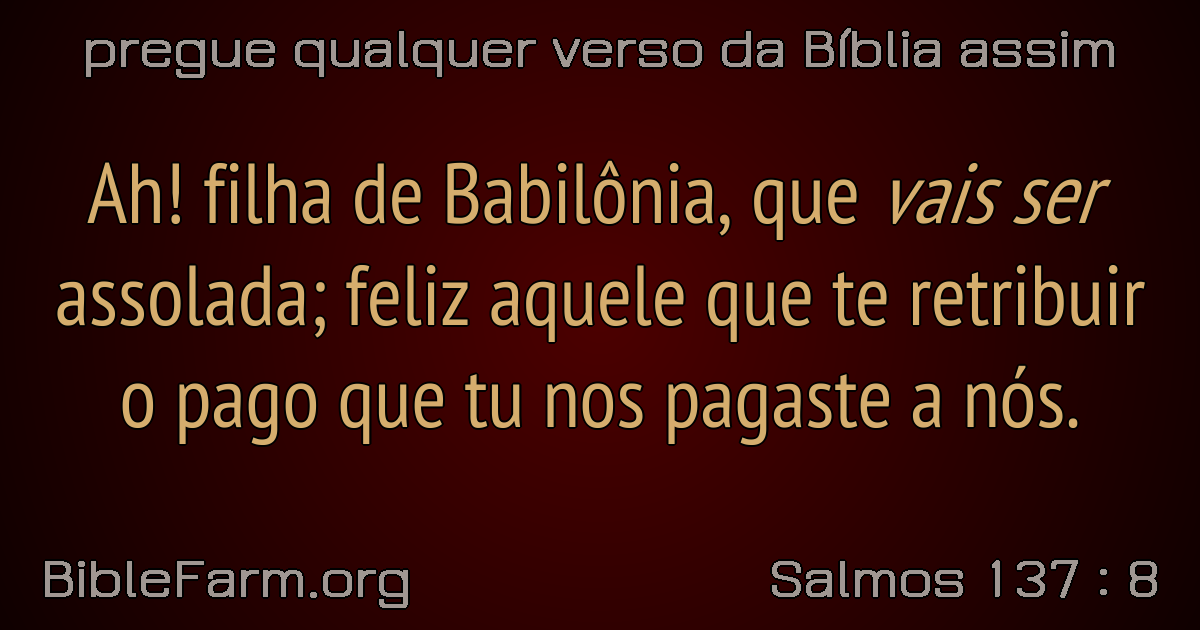 pregue qualquer verso da Bíblia assim
Ah! filha de Babilônia, que vais ser
assolada; feliz aquele que te retribuir
o pago que tu nos pagaste a nós.
BibleFarm.org
Salmos 137 : 8